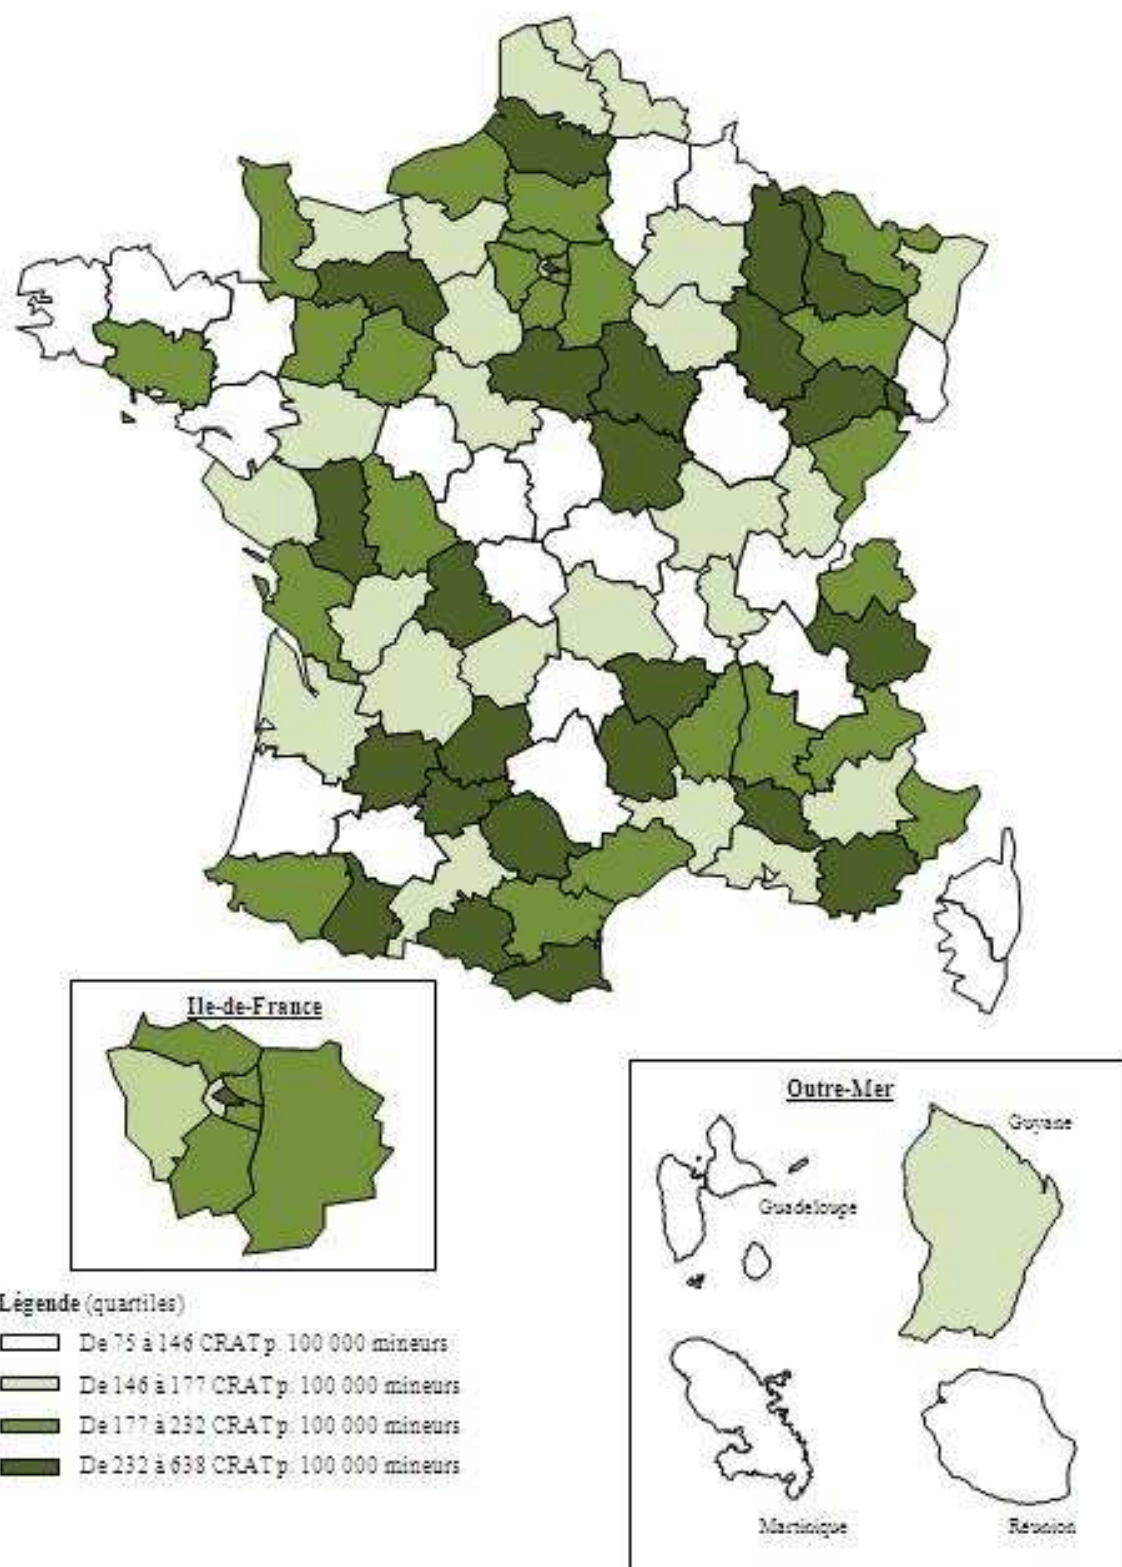 Ile-de-France
Outre-Mer
Guyane
Guadeloupe
Martinique
Réunion
Légende (quartiles)
De 75 à 146 CRAT p. 100 000 mineurs
De 146 à 177 CRAT p. 100 000 mineurs
De 177 à 232 CRAT p. 100 000 mineurs
De 232 à 638 CRAT p. 100 000 mineurs